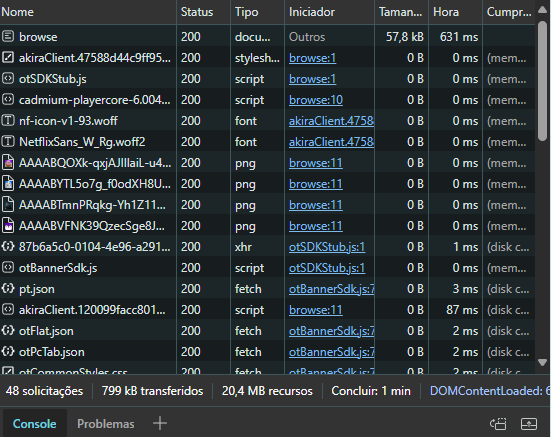 Nome Status Tipo Iniciador Taman... Hora Cumpr...
browse 200 docu... Outros 57,8 kB 631 ms
akiraClient.47588d44c9ff95... 200 stylesh... browse:1 0 B 0 ms (mem...
otSDKStub.js 200 script browse:1 0 B 0 ms (mem...
cadmium-playercore-6.004... 200 script browse:10 0 B 0 ms (mem...
nf-icon-v1-93.woff 200 font akiraClient.4758 0 B 0 ms (mem...
NetflixSans_W_Rg.woff2 200 font akiraClient.4758 0 B 0 ms (mem...
AAAABQOXk-qxjAJIIlaiL-u4... 200 png browse:11 0 B 0 ms (mem...
AAAABYTL5o7g_f0odXH8U... 200 png browse:11 0 B 0 ms (mem...
AAAABTmnPRqkg-Yh1Z11... 200 png browse:11 0 B 0 ms (mem...
AAAABVFNK39QzecSge8J... 200 png browse:11 0 B 0 ms (mem...
87b6a5c0-0104-4e96-a291... 200 xhr otSDKStub.js:1 0 B 1 ms (disk c...
otBannerSdk.js 200 script otSDKStub.js:1 0 B 0 ms (mem...
pt.json 200 fetch otBannerSdk.js:7 0 B 3 ms (disk c...
akiraClient.120099facc801... 200 script browse:11 0 B 87 ms (disk c...
otFlat.json 200 fetch otBannerSdk.js:7 0 B 2 ms (disk c...
otPcTab.json 200 fetch otBannerSdk.js:7 0 B 2 ms (disk c...
otCommonStyles.css 200 fetch otBannerSdk.js:7 0 B 2 ms (disk c...
48 solicitações 799 kB transferidos 20,4 MB recursos Concluir: 1 min DOMContentLoaded: 6
Console Problemas